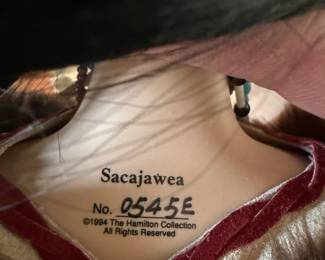 Sacajawea
No. 0545E
©1994 The Hamilton Collection
All Rights Reserved